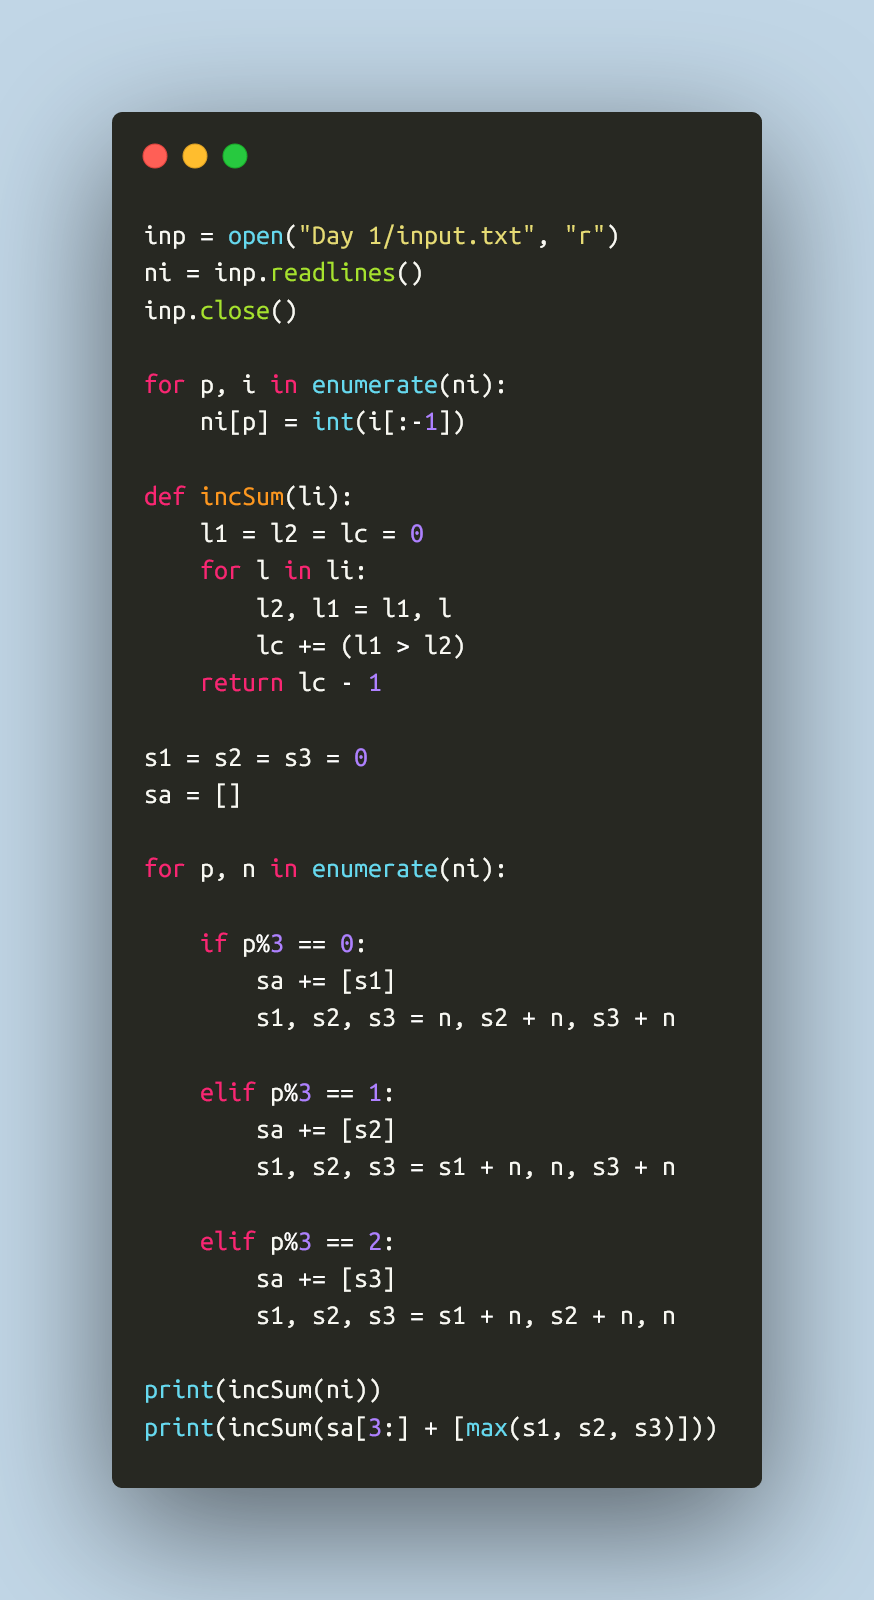 inp = open("Day 1/input.txt", "r")
ni = inp.readlines()
inp.close()

for p, i in enumerate(ni):
    ni[p] = int(i[:-1])

def incSum(li):
    l1 = l2 = lc = 0
    for l in li:
        l2, l1 = l1, l
        lc += (l1 > l2)
    return lc - 1

s1 = s2 = s3 = 0
sa = []

for p, n in enumerate(ni):

    if p%3 == 0:
        sa += [s1]
        s1, s2, s3 = n, s2 + n, s3 + n

    elif p%3 == 1:
        sa += [s2]
        s1, s2, s3 = s1 + n, n, s3 + n

    elif p%3 == 2:
        sa += [s3]
        s1, s2, s3 = s1 + n, s2 + n, n

print(incSum(ni))
print(incSum(sa[3:] + [max(s1, s2, s3)]))